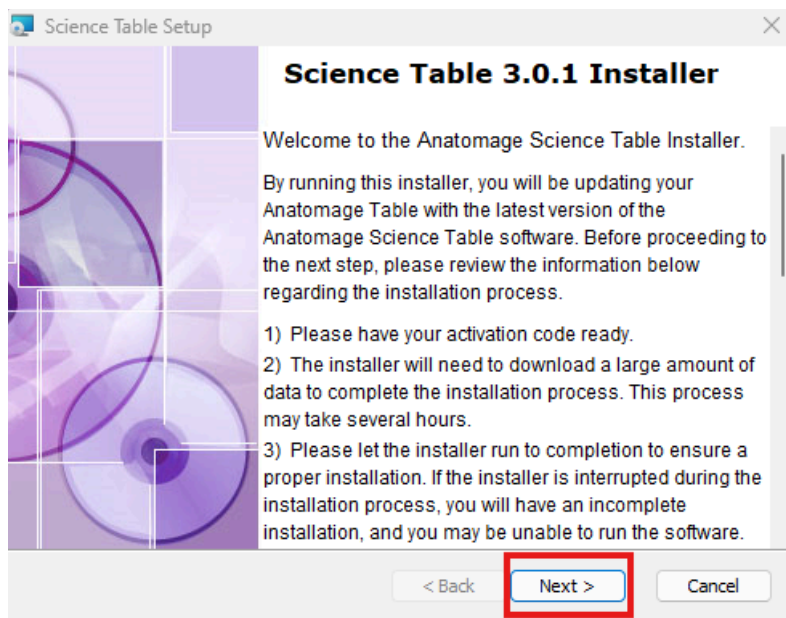 Science Table Setup
Science Table 3.0.1 Installer
Welcome to the Anatomage Science Table Installer.
By running this installer, you will be updating your
Anatomage Table with the latest version of the
Anatomage Science Table software. Before proceeding to
the next step, please review the information below
regarding the installation process.
1) Please have your activation code ready.
2) The installer will need to download a large amount of
data to complete the installation process. This process
may take several hours.
3) Please let the installer run to completion to ensure a
proper installation. If the installer is interrupted during the
installation process, you will have an incomplete
installation, and you may be unable to run the software.
< Back Next > Cancel